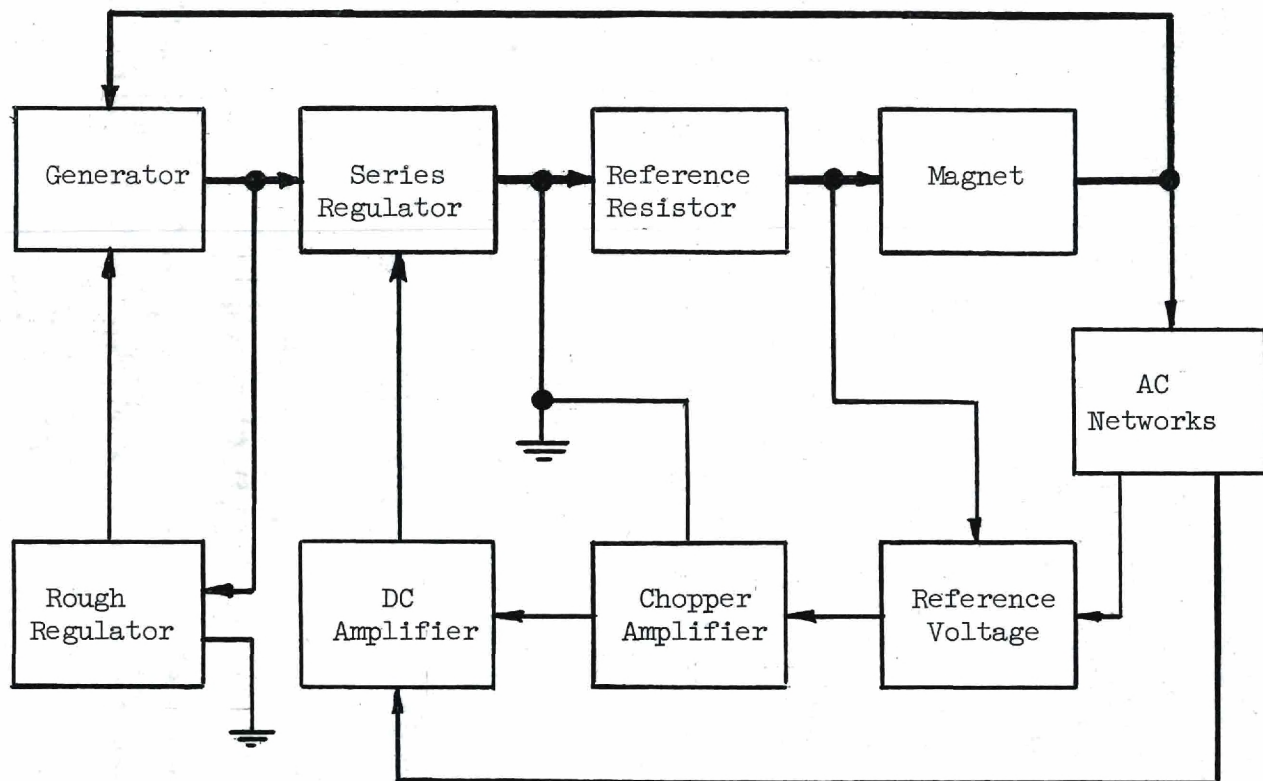 Generator
Series
Regulator
Reference
Resistor
Magnet
AC
Networks
Rough
Regulator
DC
Amplifier
Chopper
Amplifier
Reference
Voltage